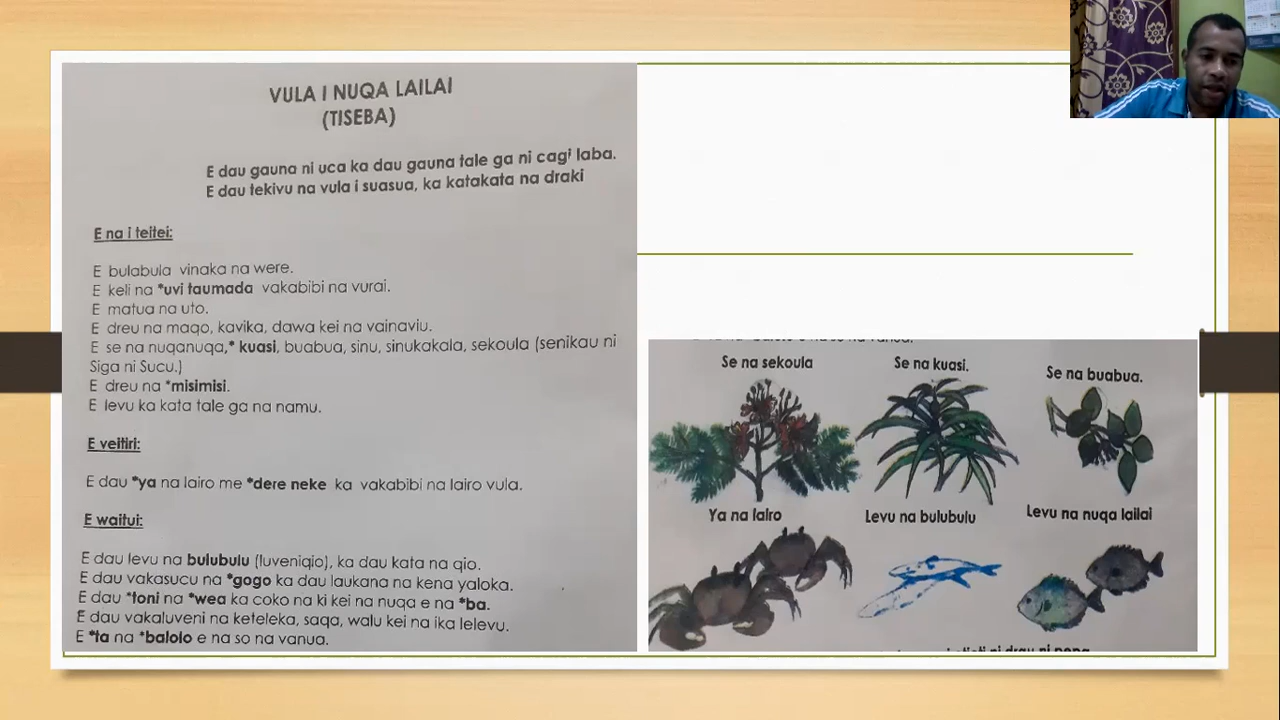 VULA I NUQA LAILAI
(TISEBA)
E dau gauna ni uca ka dau gauna tale ga ni cagi laba.
E dau tekivu na vula i suasua, ka katakata na draki
E na i teitei:
E bulabula vinaka na were.
E keli na *uvi taumada vakabibi na vurai.
E matua na uto.
E dreu na maqo, kavika, dawa kei na vainaviu.
E se na nuqanuqa,* kuasi, buabua, sinu, sinukakala, sekoula (senikau ni
Siga ni Sucu.)
E dreu na *misimisi.
E levu ka kata tale ga na namu.
E veitiri:
E dau *ya na lairo me *dere neke ka vakabibi na lairo vula.
E waitui:
E dau levu na bulubulu (luveniqio), ka dau kata na qio.
E dau vakasucu na *gogo ka dau laukana na kena yaloka.
E dau *toni na *wea ka coko na ki kei na nuqa e na *ba.
E dau vakaluveni na keteleka, saqa, walu kei na ika lelevu.
E *ta na *balolo e na so na vanua.
Se na sekoula
Se na kuasi.
Se na buabua.
Ya na lairo
Levu na bulubulu
Levu na nuqa lailai